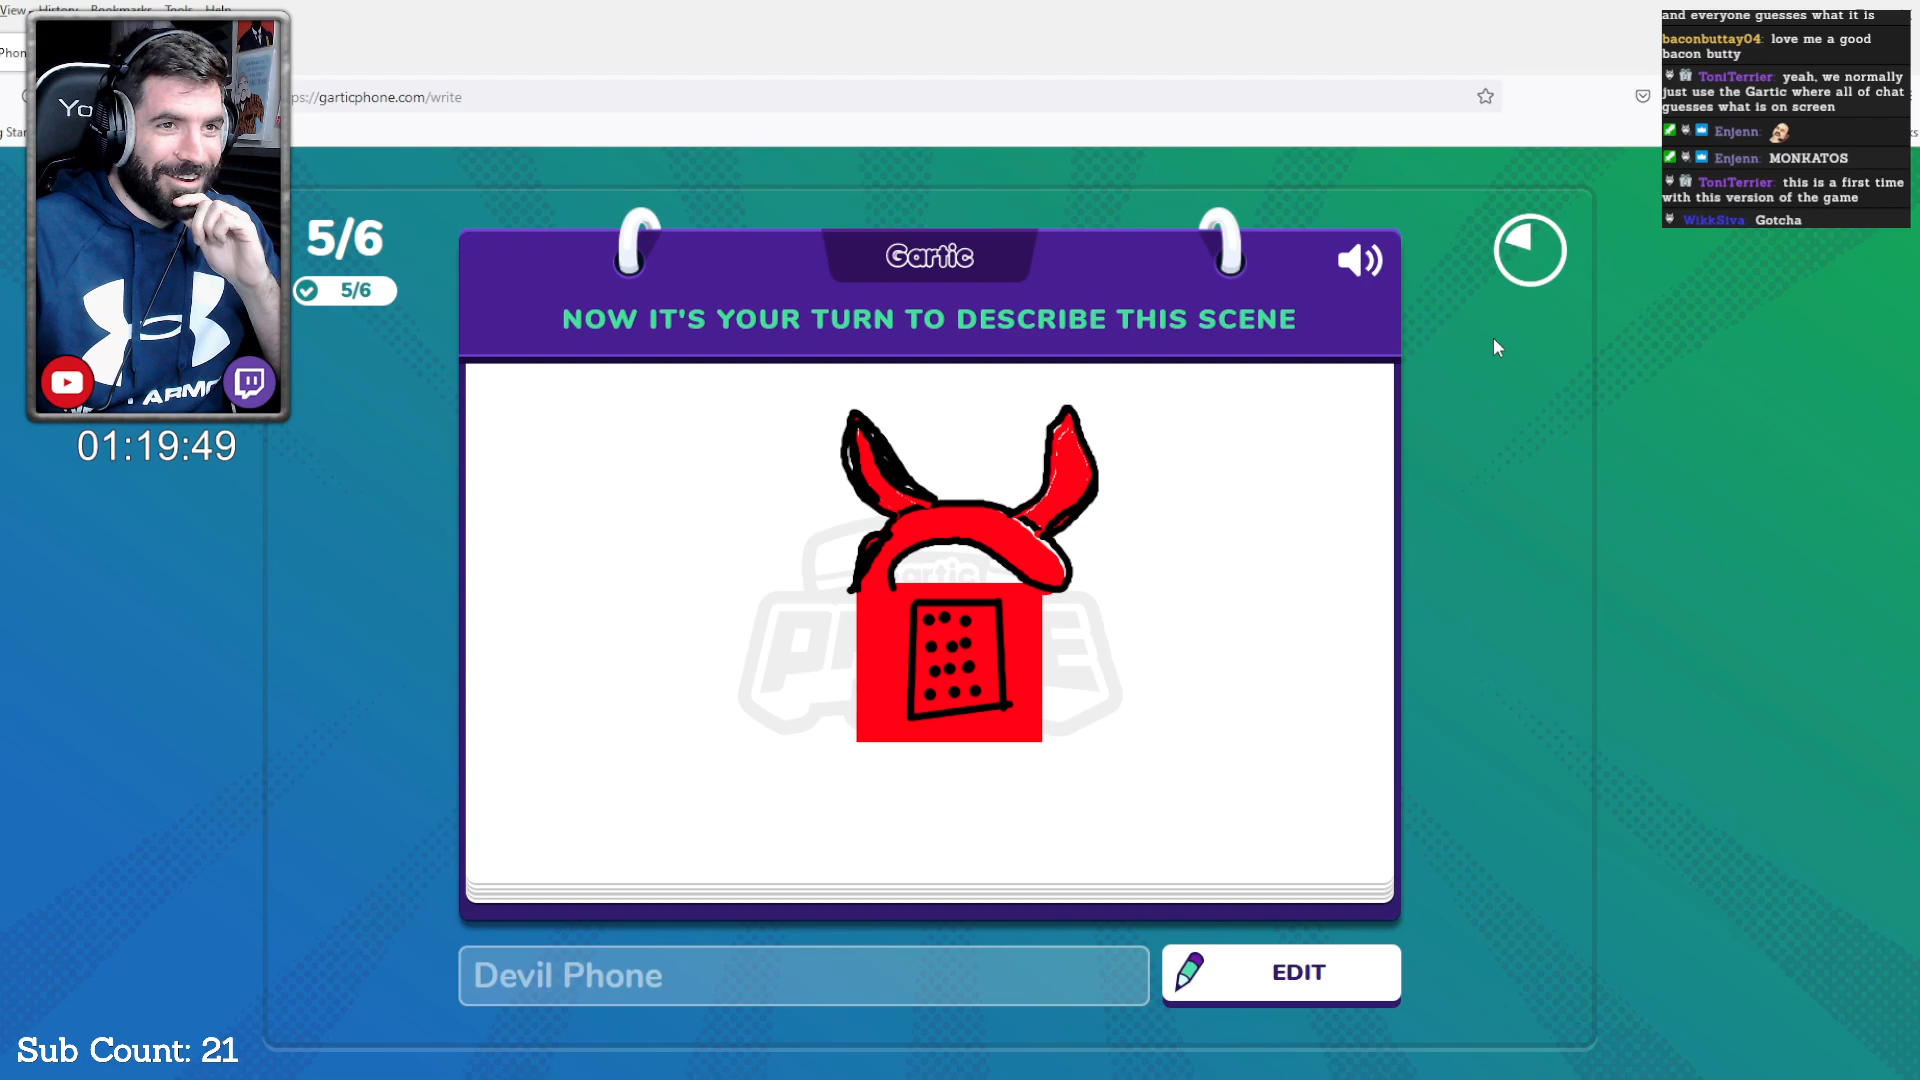 View History Bookmarks Tools Help
Phon
ps://garticphone.com/write
g Star
Yo
ARMO
01:19:49
5/6
5/6
Gartic
NOW IT'S YOUR TURN TO DESCRIBE THIS SCENE
artic
Devil Phone
EDIT
Sub Count: 21
and everyone guesses what it is
baconbuttay04: love me a good
bacon butty
ToniTerrier: yeah, we normally
just use the Gartic where all of chat
guesses what is on screen
Enjenn:
Enjenn: MONKATOS
ToniTerrier: this is a first time
with this version of the game
WikkSiva: Gotcha